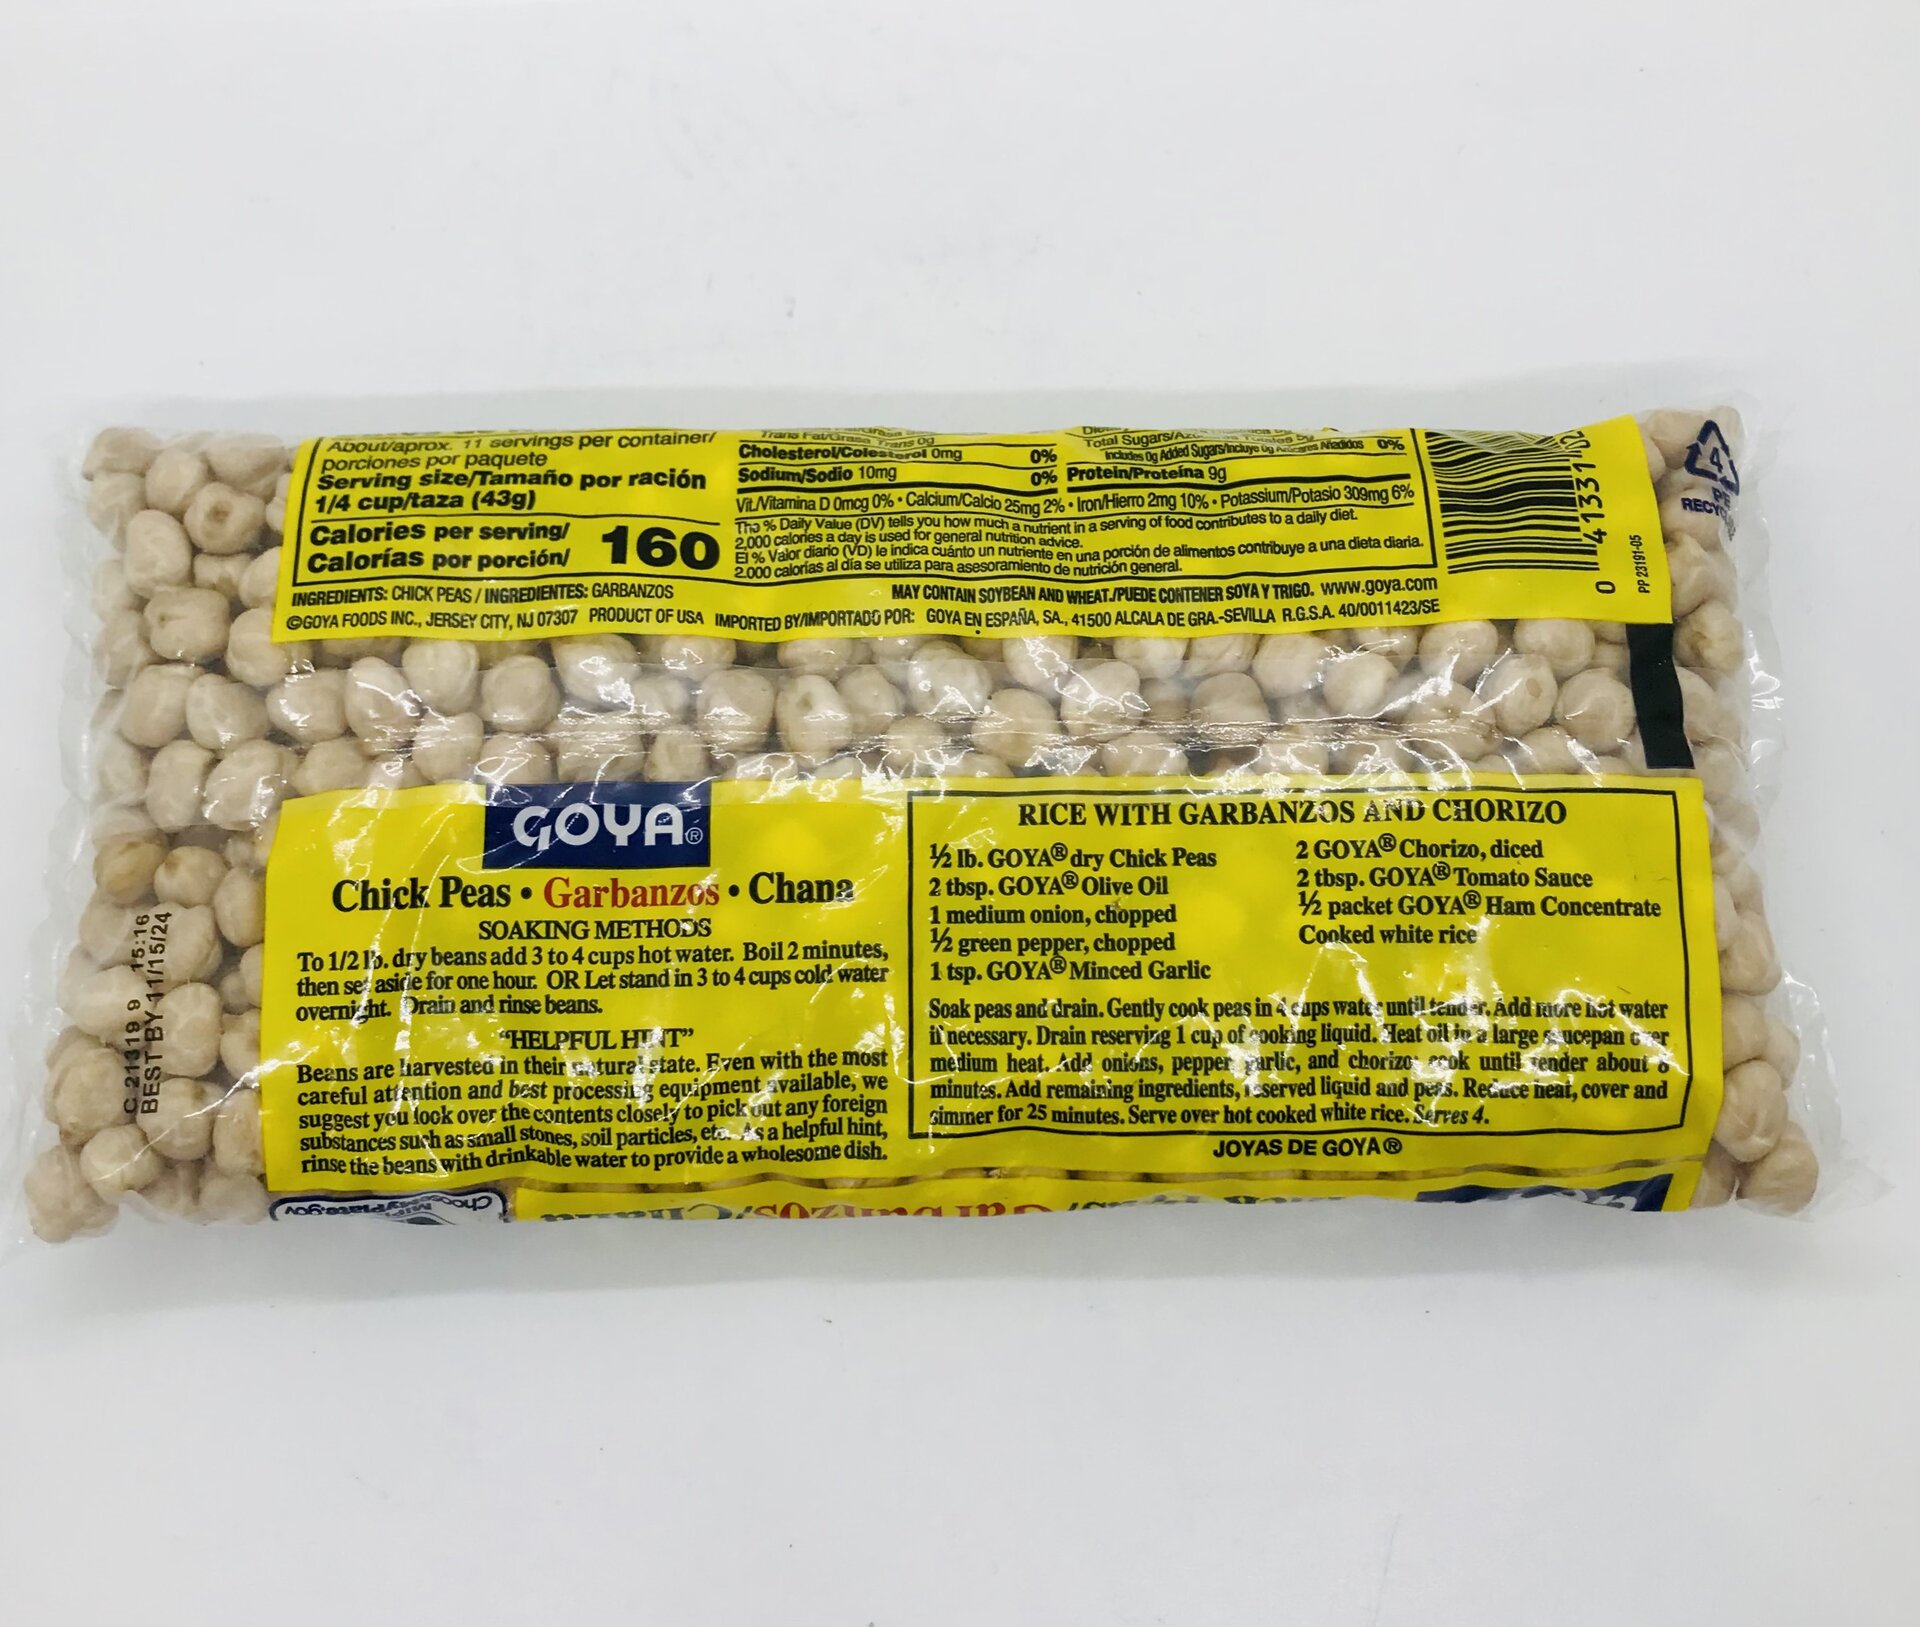 About/aprox. 11 servings per container/
porciones por paquete
Serving size/Tamaño por ración
1/4 cup/taza (43g)
Calories per serving/
Calorías por porción/ 160
Trans Fat/Grasa Trans 0g
Cholesterol/Colesterol 0mg 0%
Sodium/Sodio 10mg 0%
Total Sugars/
Includes 0g Added Sugars/Incluye 0g Azúcares Añadidos 0%
Protein/Proteína 9g
Vit./Vitamina D 0mcg 0% • Calcium/Calcio 25mg 2% • Iron/Hierro 2mg 10% • Potassium/Potasio 309mg 6%
The % Daily Value (DV) tells you how much a nutrient in a serving of food contributes to a daily diet.
2,000 calories a day is used for general nutrition advice.
El % Valor diario (VD) le indica cuánto un nutriente en una porción de alimentos contribuye a una dieta diaria.
2.000 calorías al día se utiliza para asesoramiento de nutrición general.
INGREDIENTS: CHICK PEAS / INGREDIENTES: GARBANZOS
MAY CONTAIN SOYBEAN AND WHEAT./PUEDE CONTENER SOYA Y TRIGO. www.goya.com
©GOYA FOODS INC., JERSEY CITY, NJ 07307 PRODUCT OF USA IMPORTED BY/IMPORTADO POR: GOYA EN ESPAÑA, SA., 41500 ALCALA DE GRA.-SEVILLA R.G.S.A. 40/0011423/SE
0 41331 02
PP 23191-05
4
PE
GOYA®
Chick Peas • Garbanzos • Chana
SOAKING METHODS
To 1/2 lb. dry beans add 3 to 4 cups hot water. Boil 2 minutes,
then set aside for one hour. OR Let stand in 3 to 4 cups cold water
overnight. Drain and rinse beans.
"HELPFUL HINT"
Beans are harvested in their natural state. Even with the most
careful attention and best processing equipment available, we
suggest you look over the contents closely to pick out any foreign
substances such as small stones, soil particles, etc. As a helpful hint,
rinse the beans with drinkable water to provide a wholesome dish.
RICE WITH GARBANZOS AND CHORIZO
½ lb. GOYA® dry Chick Peas
2 tbsp. GOYA® Olive Oil
1 medium onion, chopped
½ green pepper, chopped
1 tsp. GOYA® Minced Garlic
2 GOYA® Chorizo, diced
2 tbsp. GOYA® Tomato Sauce
½ packet GOYA® Ham Concentrate
Cooked white rice
Soak peas and drain. Gently cook peas in 4 cups water until tender. Add more hot water
if necessary. Drain reserving 1 cup of cooking liquid. Heat oil in a large saucepan over
medium heat. Add onions, pepper, garlic, and chorizo; cook until tender about 8
minutes. Add remaining ingredients, reserved liquid and peas. Reduce heat, cover and
simmer for 25 minutes. Serve over hot cooked white rice. Serves 4.
JOYAS DE GOYA®
C 21319 9 15:16
BEST BY 11/15/24
Garbanzos/Chana